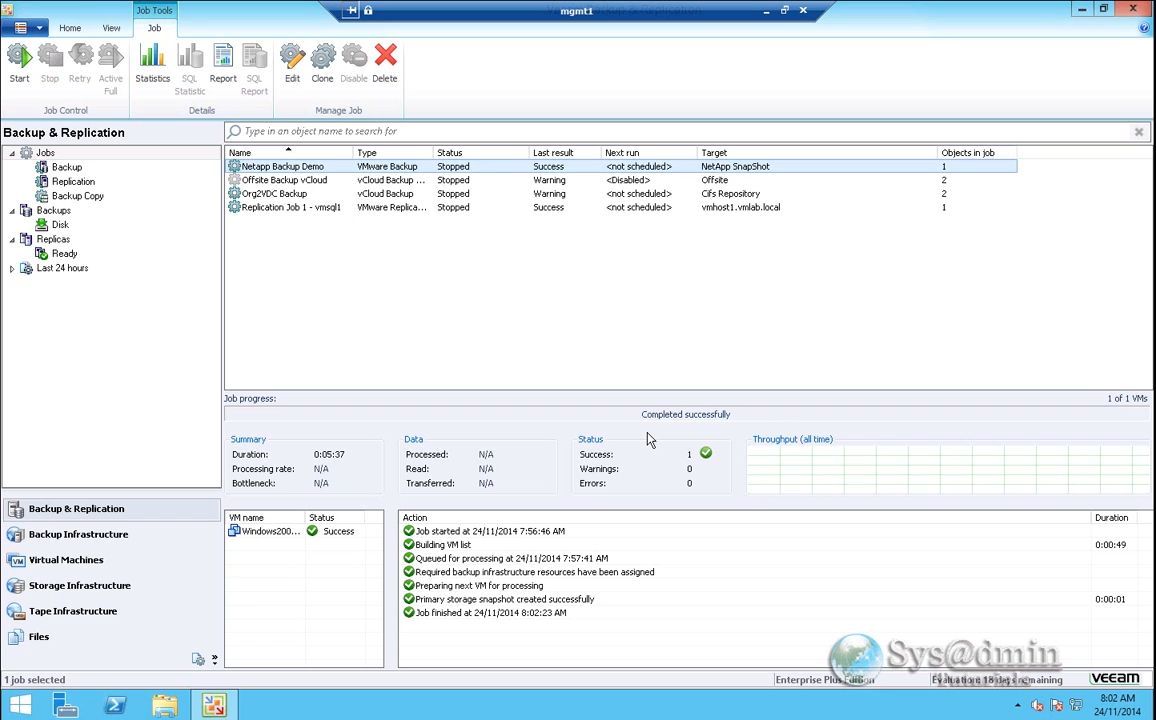 Job Tools
mgmt1
Home
View
Job
Start
Stop
Retry
Active
Full
Statistics
SQL
Statistic
Report
SQL
Report
Edit
Clone
Disable
Delete
Job Control
Details
Manage Job
Backup & Replication
Type in an object name to search for
Jobs
Backup
Replication
Backup Copy
Backups
Disk
Replicas
Ready
Last 24 hours
Name Type Status Last result Next run Target Objects in job
Netapp Backup Demo VMware Backup Stopped Success <not scheduled> NetApp SnapShot 1
Offsite Backup vCloud vCloud Backup ... Stopped Warning <Disabled> Offsite 2
Org2VDC Backup vCloud Backup ... Stopped Warning <not scheduled> Cifs Repository 2
Replication Job 1 - vmsql1 VMware Replica... Stopped Success <not scheduled> vmhost1.vmlab.local 1
Job progress: 1 of 1 VMs
Completed successfully
Summary
Duration: 0:05:37
Processing rate: N/A
Bottleneck: N/A
Data
Processed: N/A
Read: N/A
Transferred: N/A
Status
Success: 1
Warnings: 0
Errors: 0
Throughput (all time)
Backup & Replication
Backup Infrastructure
Virtual Machines
Storage Infrastructure
Tape Infrastructure
Files
VM name Status
Windows200... Success
Action Duration
Job started at 24/11/2014 7:56:46 AM
Building VM list 0:00:49
Queued for processing at 24/11/2014 7:57:41 AM
Required backup infrastructure resources have been assigned
Preparing next VM for processing
Primary storage snapshot created successfully 0:00:01
Job finished at 24/11/2014 8:02:23 AM
Sys@dmin
Tutorials
1 job selected
Enterprise Plus Edition
Evaluation: 18 days remaining
veeam
8:02 AM
24/11/2014